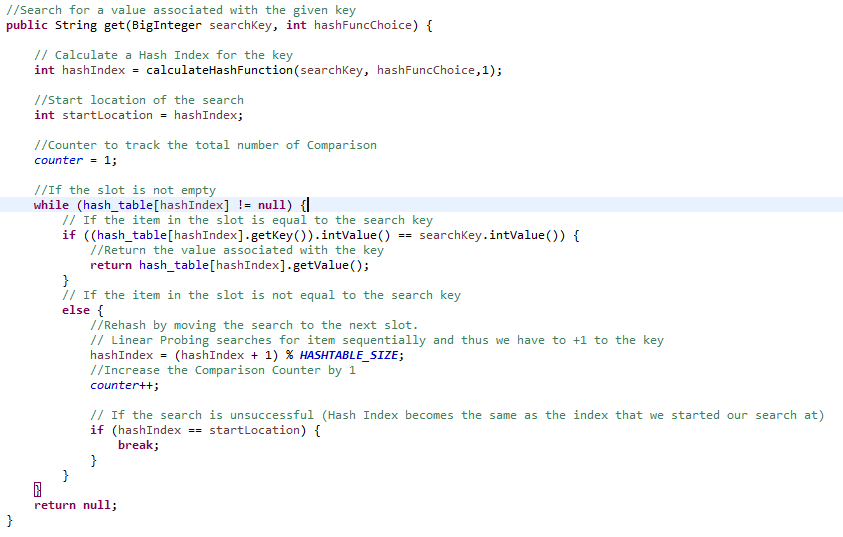 //Search for a value associated with the given key
public String get(BigInteger searchKey, int hashFuncChoice) {
// Calculate a Hash Index for the key
int hashIndex = calculateHashFunction(searchKey, hashFuncChoice,1);
//Start location of the search
int startLocation = hashIndex;
//Counter to track the total number of Comparison
counter = 1;
//If the slot is not empty
while (hash_table[hashIndex] != null) {
// If the item in the slot is equal to the search key
if ((hash_table[hashIndex].getKey()).intValue() == searchKey.intValue()) {
//Return the value associated with the key
return hash_table[hashIndex].getValue();
}
// If the item in the slot is not equal to the search key
else {
//Rehash by moving the search to the next slot.
// Linear Probing searches for item sequentially and thus we have to +1 to the key
hashIndex = (hashIndex + 1) % HASHTABLE_SIZE;
//Increase the Comparison Counter by 1
counter++;
// If the search is unsuccessful (Hash Index becomes the same as the index that we started our search at)
if (hashIndex == startLocation) {
break;
}
}
}
return null;
}